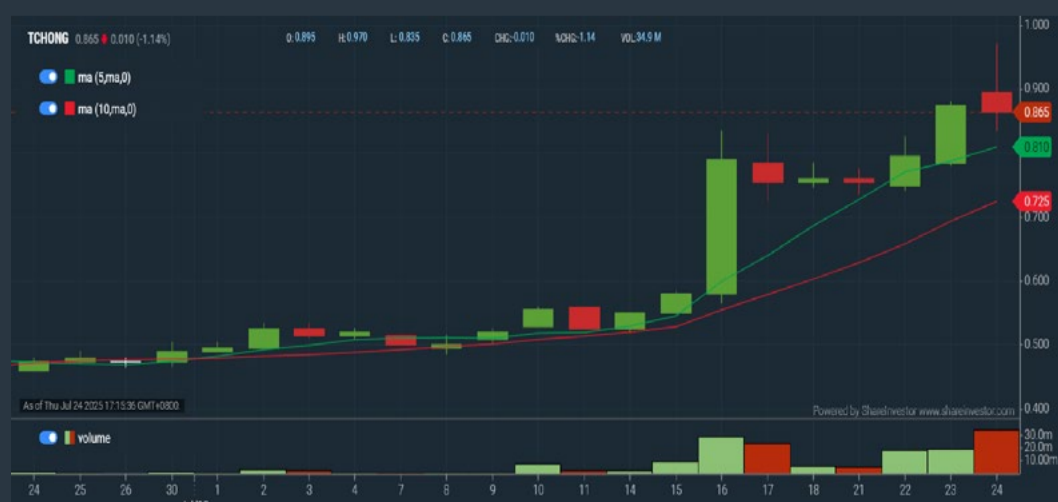 TCHONG 0.865 0.010 (-1.14%) O: 0.895 H: 0.970 L: 0.835 C: 0.865 CHG:-0.010 %CHG:-1.14 VOL:34.9 M
ma (5,ma,0)
ma (10,ma,0)
1.000
0.900
0.865
0.810
0.725
0.700
0.600
0.500
0.400
As of Thu Jul 24 2025 17:15:36 GMT+0800
Powered by ShareInvestor www.shareinvestor.com
volume
30.0m
20.0m
10.00m
24 25 26 30 1 2 3 4 7 8 9 10 11 14 15 16 17 18 21 22 23 24